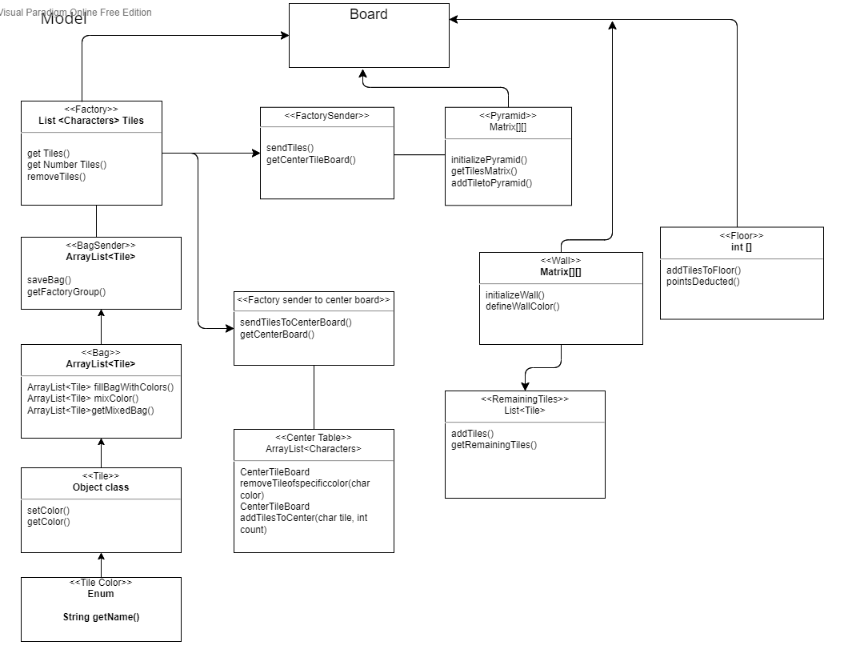 Visual Paradigm Online Free Edition
Model
Board
<<Factory>>
List <Characters> Tiles
get Tiles()
get Number Tiles()
removeTiles()
<<FactorySender>>
sendTiles()
getCenterTileBoard()
<<Pyramid>>
Matrix[][]
initializePyramid()
getTilesMatrix()
addTiletoPyramid()
<<BagSender>>
ArrayList<Tile>
saveBag()
getFactoryGroup()
<<Wall>>
Matrix[][]
initializeWall()
defineWallColor()
<<Floor>>
int []
addTilesToFloor()
pointsDeducted()
<<Factory sender to center board>>
sendTilesToCenterBoard()
getCenterBoard()
<<Bag>>
ArrayList<Tile>
ArrayList<Tile> fillBagWithColors()
ArrayList<Tile> mixColor()
ArrayList<Tile>getMixedBag()
<<RemainingTiles>>
List<Tile>
addTiles()
getRemainingTiles()
<<Center Table>>
ArrayList<Characters>
CenterTileBoard
removeTileofspecificcolor(char
color)
CenterTileBoard
addTilesToCenter(char tile, int
count)
<<Tile>>
Object class
setColor()
getColor()
<<Tile Color>>
Enum
String getName()